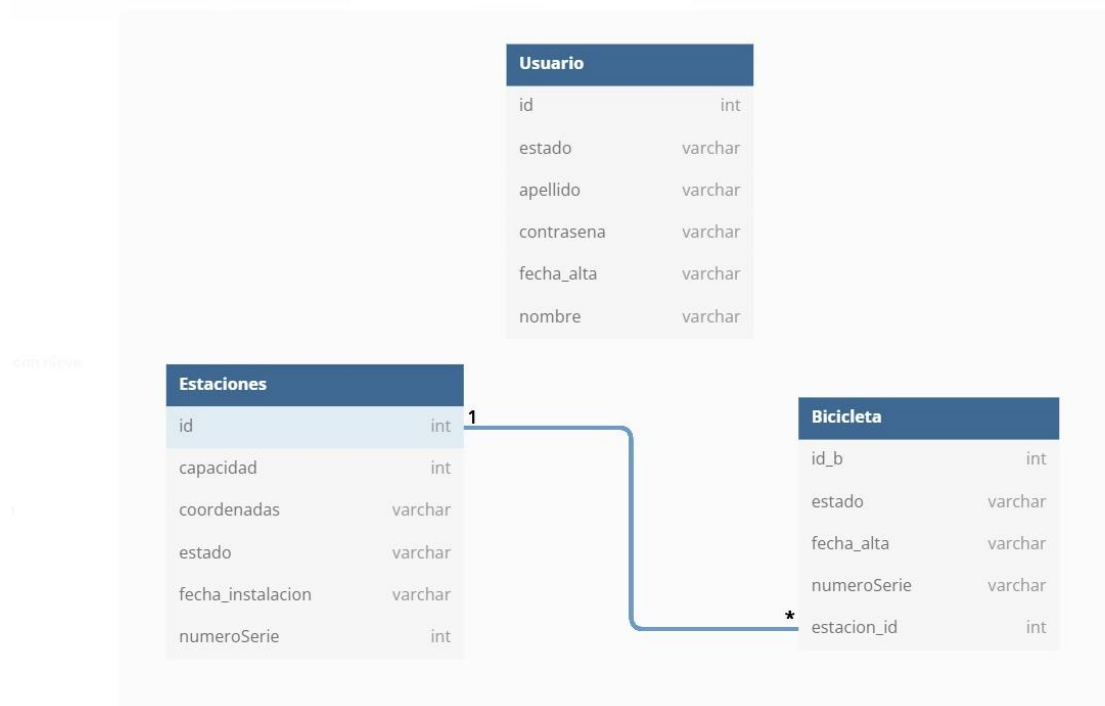 Usuario
id int
estado varchar
apellido varchar
contrasena varchar
fecha_alta varchar
nombre varchar
Estaciones
id int
capacidad int
coordenadas varchar
estado varchar
fecha_instalacion varchar
numeroSerie int
1
*
Bicicleta
id_b int
estado varchar
fecha_alta varchar
numeroSerie varchar
estacion_id int